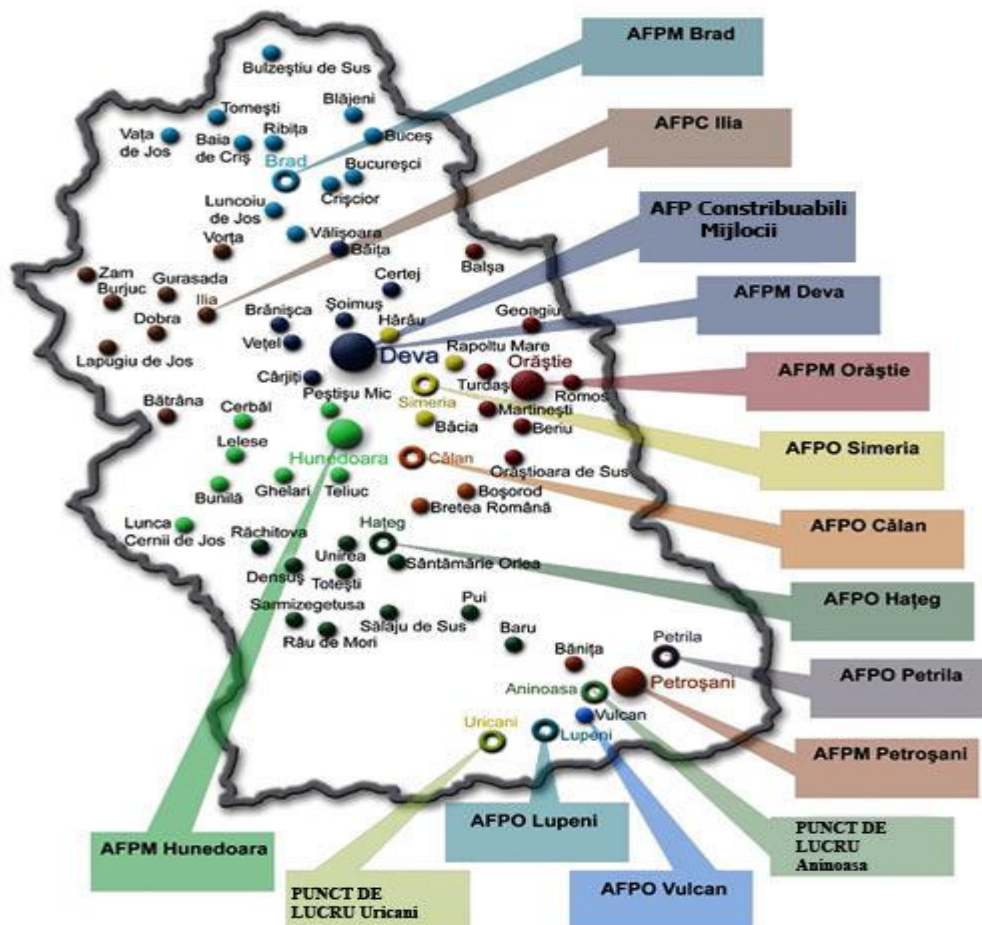 AFPM Brad
Bulzeştiu de Sus
Blăjeni
Tomeşti
AFPC Ilia
Vaţa
de Jos
Baia
de Criş
Ribiţa
Buceş
Brad
Bucureşci
Crişcior
Luncoiu
de Jos
AFP Constribuabili
Mijlocii
Vorţa
Vălişoara
Băiţa
Balşa
Zam
Certej
Burjuc
Gurasada
Ilia
AFPM Deva
Brănişca
Şoimuş
Geoagiu
Dobra
Hărău
Veţel
Deva
Rapoltu Mare
Lapugiu de Jos
Orăştie
AFPM Orăştie
Cârjiţi
Turdaş
Romos
Peştişu Mic
Simeria
Martineşti
Bătrâna
Cerbăl
Băcia
Beriu
AFPO Simeria
Lelese
Hunedoara
Călan
Orăştioara de Sus
Bunilă
Ghelari
Teliuc
Boşorod
Bretea Română
AFPO Călan
Lunca
Cernii de Jos
Haţeg
Răchitova
Unirea
Sântămărie Orlea
Densuş
Toteşti
AFPO Haţeg
Sarmizegetusa
Pui
Sălaju de Sus
Râu de Mori
Baru
Petrila
Băniţa
AFPO Petrila
Aninoasa
Petroşani
Uricani
Vulcan
Lupeni
AFPM Petroşani
AFPM Hunedoara
AFPO Lupeni
PUNCT DE
LUCRU
Aninoasa
PUNCT DE
LUCRU Uricani
AFPO Vulcan